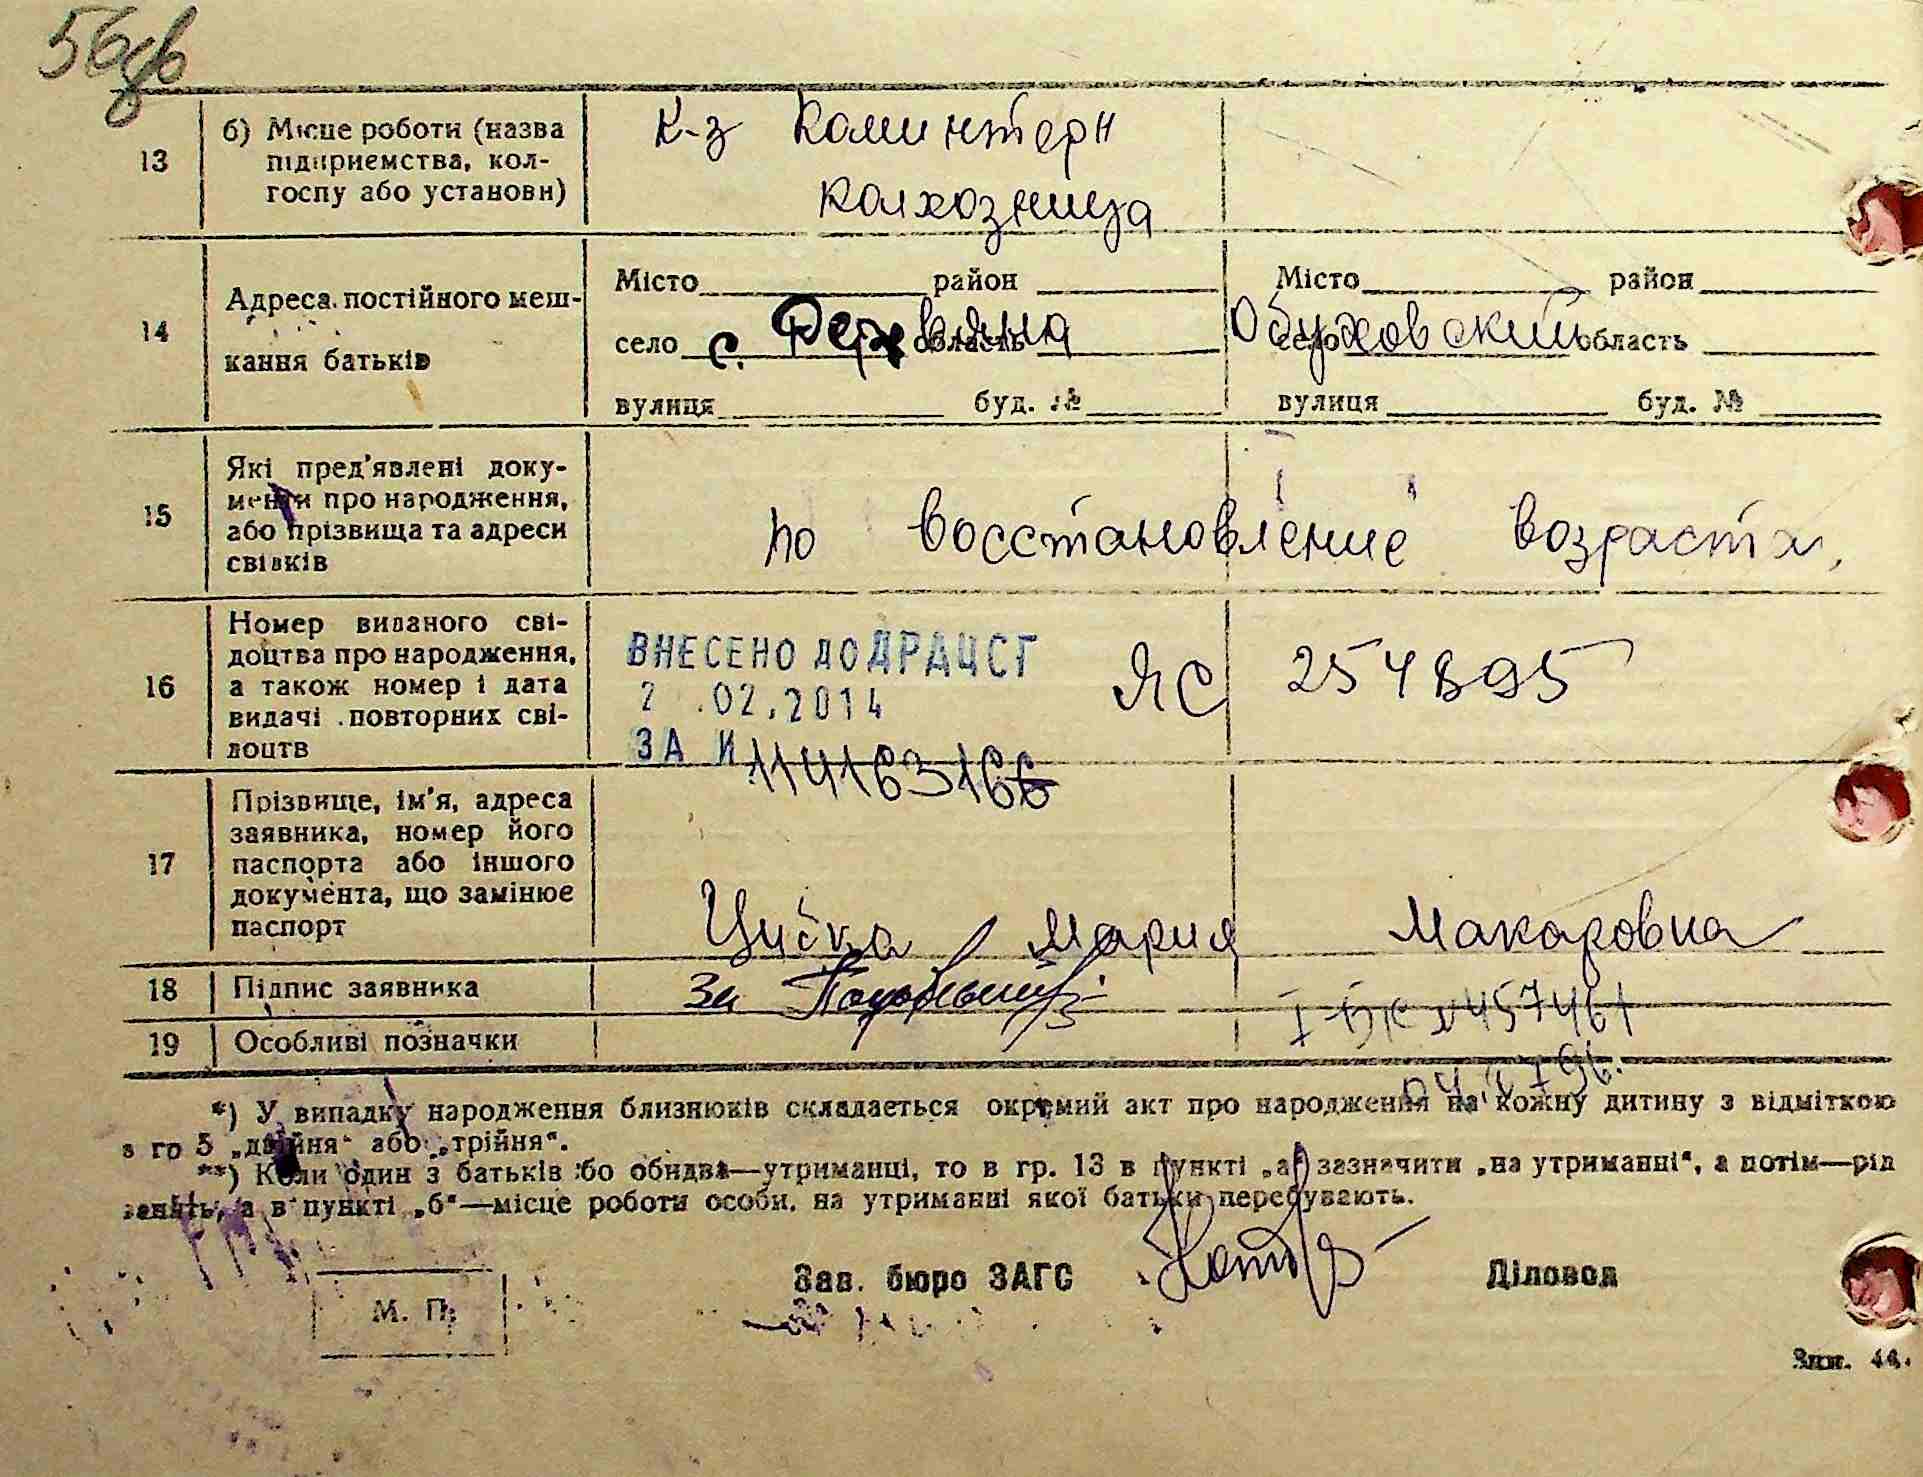 56
13
б) Місце роботи (назва
підприємства, кол-
госпу або установи)
к-з Коминтерн
колхозница
14
Адреса постійного меш-
кання батьків
Місто район
село с. Деревяна область
вулиця буд. №
Місто район
село Обуховский область
вулиця буд. №
15
Які пред'явлені доку-
менти про народження,
або прізвища та адреси
свідків
по восстановление возраста,
16
Номер виданого сві-
доцтва про народження,
а також номер і дата
видачі повторних сві-
доцтв
ВНЕСЕНО ДО ДРАЦСГ
2 .02.2014
ЗА И 114163166
ЯС 254895
17
Прізвище, ім'я, адреса
заявника, номер його
паспорта або іншого
документа, що замінює
паспорт
Мария Макаровна
18
Підпис заявника
за
457461
19
Особливі позначки
*) У випадку народження близнюків складається окремий акт про народження на кожну дитину з відміткою
в гр 5 „двійня“ або „трійня“.
**) Коли один з батьків або обидва—утриманці, то в гр. 13 в пункті „а“ зазначити „на утриманні“, а потім—рід
занять, а в пункті „б“—місце роботи особи, на утриманні якої батьки перебувають.
Зав. бюро ЗАГС
Діловод
М. П.
Зам. 44.